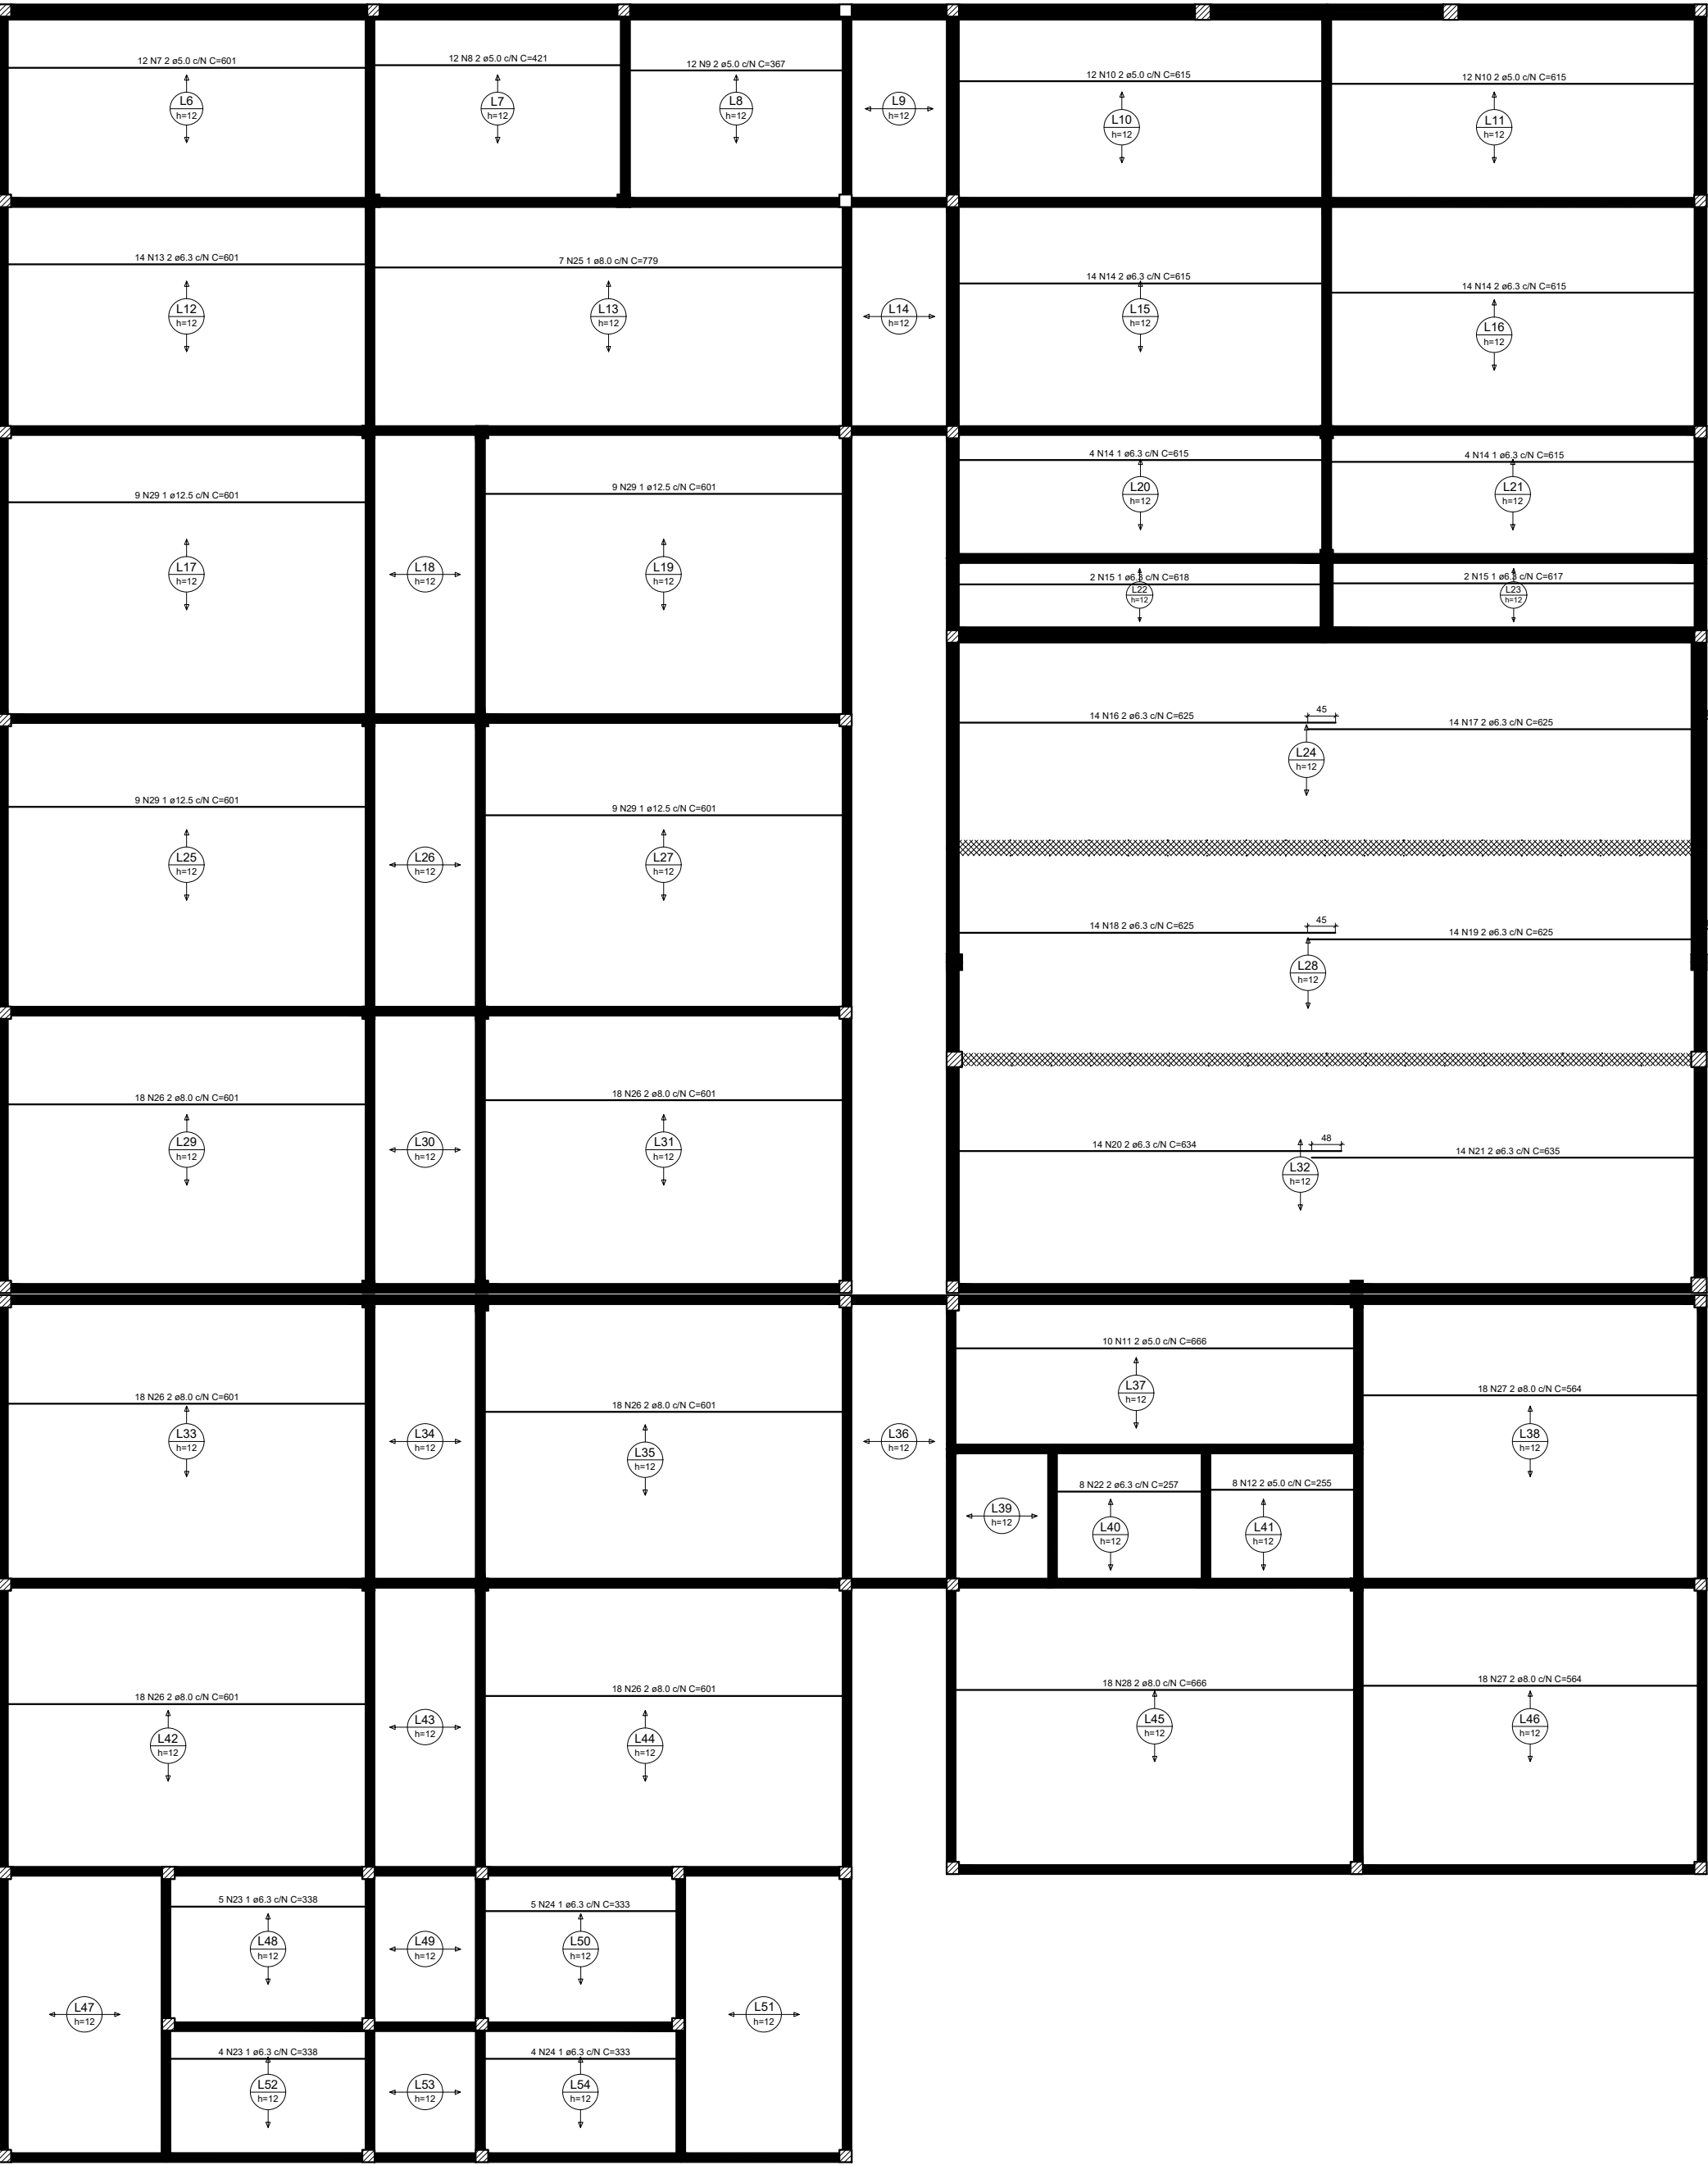 12 N7 2 ø5.0 c/N C=601
L6
h=12
12 N8 2 ø5.0 c/N C=421
L7
h=12
12 N9 2 ø5.0 c/N C=367
L8
h=12
L9
h=12
12 N10 2 ø5.0 c/N C=615
L10
h=12
12 N10 2 ø5.0 c/N C=615
L11
h=12
14 N13 2 ø6.3 c/N C=601
L12
h=12
7 N25 1 ø8.0 c/N C=779
L13
h=12
L14
h=12
14 N14 2 ø6.3 c/N C=615
L15
h=12
14 N14 2 ø6.3 c/N C=615
L16
h=12
9 N29 1 ø12.5 c/N C=601
L17
h=12
L18
h=12
9 N29 1 ø12.5 c/N C=601
L19
h=12
4 N14 1 ø6.3 c/N C=615
L20
h=12
4 N14 1 ø6.3 c/N C=615
L21
h=12
2 N15 1 ø6.3 c/N C=618
L22
h=12
2 N15 1 ø6.3 c/N C=617
L23
h=12
14 N16 2 ø6.3 c/N C=625
45
14 N17 2 ø6.3 c/N C=625
L24
h=12
9 N29 1 ø12.5 c/N C=601
L25
h=12
L26
h=12
9 N29 1 ø12.5 c/N C=601
L27
h=12
14 N18 2 ø6.3 c/N C=625
45
14 N19 2 ø6.3 c/N C=625
L28
h=12
18 N26 2 ø8.0 c/N C=601
L29
h=12
L30
h=12
18 N26 2 ø8.0 c/N C=601
L31
h=12
14 N20 2 ø6.3 c/N C=634
48
14 N21 2 ø6.3 c/N C=635
L32
h=12
18 N26 2 ø8.0 c/N C=601
L33
h=12
L34
h=12
18 N26 2 ø8.0 c/N C=601
L35
h=12
L36
h=12
10 N11 2 ø5.0 c/N C=666
L37
h=12
18 N27 2 ø8.0 c/N C=564
L38
h=12
L39
h=12
8 N22 2 ø6.3 c/N C=257
L40
h=12
8 N12 2 ø5.0 c/N C=255
L41
h=12
18 N26 2 ø8.0 c/N C=601
L42
h=12
L43
h=12
18 N26 2 ø8.0 c/N C=601
L44
h=12
18 N28 2 ø8.0 c/N C=666
L45
h=12
18 N27 2 ø8.0 c/N C=564
L46
h=12
L47
h=12
5 N23 1 ø6.3 c/N C=338
L48
h=12
L49
h=12
5 N24 1 ø6.3 c/N C=333
L50
h=12
L51
h=12
4 N23 1 ø6.3 c/N C=338
L52
h=12
L53
h=12
4 N24 1 ø6.3 c/N C=333
L54
h=12